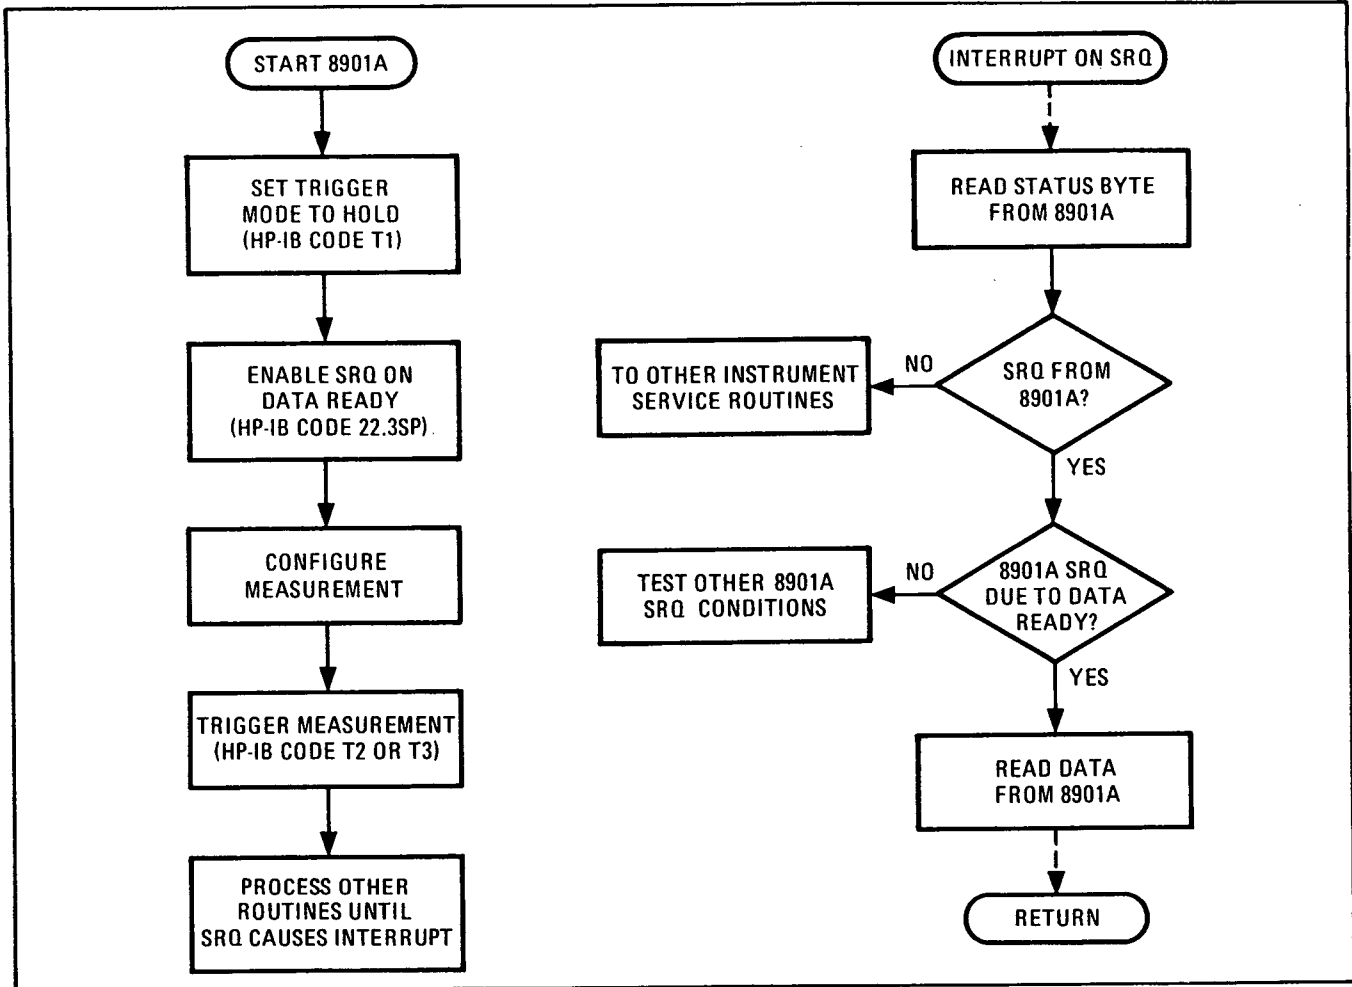 START 8901A
SET TRIGGER
MODE TO HOLD
(HP-IB CODE T1)
ENABLE SRQ ON
DATA READY
(HP-IB CODE 22.3SP)
CONFIGURE
MEASUREMENT
TRIGGER MEASUREMENT
(HP-IB CODE T2 OR T3)
PROCESS OTHER
ROUTINES UNTIL
SRQ CAUSES INTERRUPT
INTERRUPT ON SRQ
READ STATUS BYTE
FROM 8901A
SRQ FROM
8901A?
NO
TO OTHER INSTRUMENT
SERVICE ROUTINES
YES
8901A SRQ
DUE TO DATA
READY?
NO
TEST OTHER 8901A
SRQ CONDITIONS
YES
READ DATA
FROM 8901A
RETURN